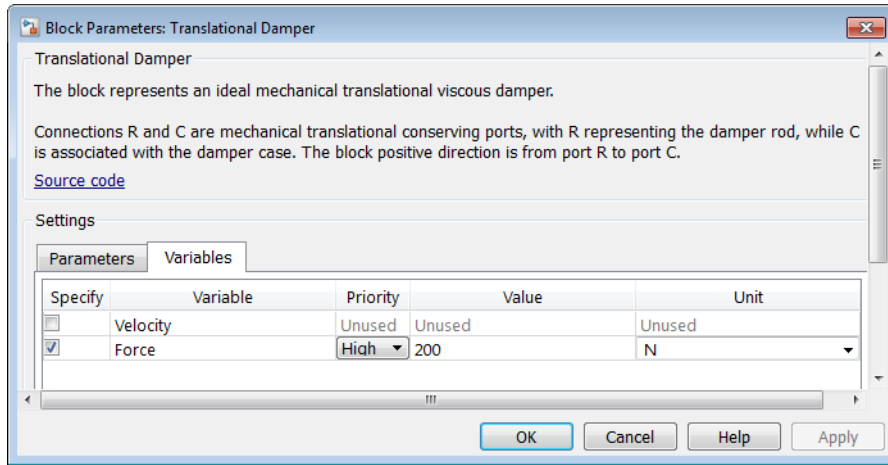 Block Parameters: Translational Damper
Translational Damper
The block represents an ideal mechanical translational viscous damper.
Connections R and C are mechanical translational conserving ports, with R representing the damper rod, while C
is associated with the damper case. The block positive direction is from port R to port C.
Source code
Settings
Parameters Variables
Specify Variable Priority Value Unit
Velocity Unused Unused Unused
Force High 200 N
OK Cancel Help Apply